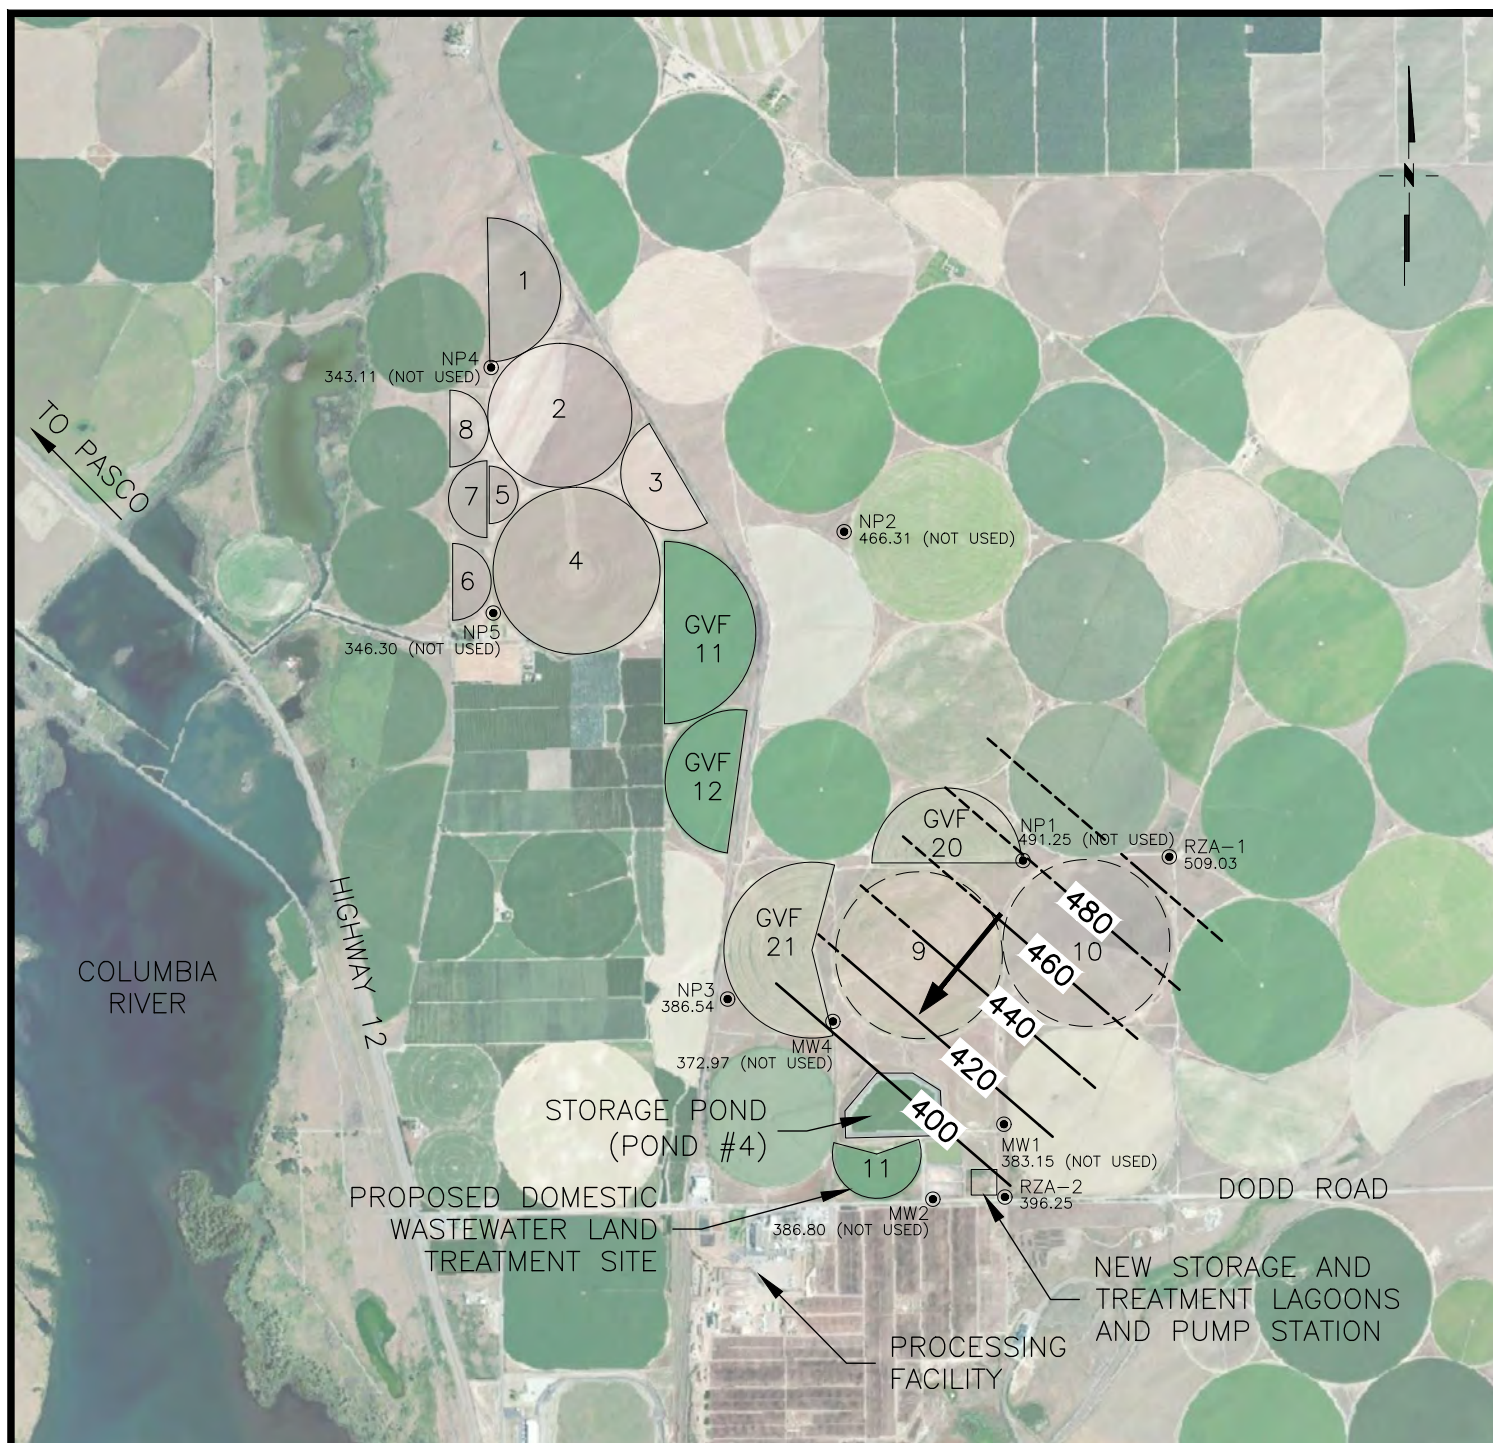 N
1
NP4
343.11 (NOT USED)
2
8
TO PASCO
3
7
5
NP2
466.31 (NOT USED)
4
6
NP5
346.30 (NOT USED)
GVF
11
GVF
12
GVF
20
NP1
491.25 (NOT USED)
RZA-1
509.03
HIGHWAY 12
480
GVF
21
9
10
460
COLUMBIA
RIVER
NP3
386.54
440
MW4
372.97 (NOT USED)
420
STORAGE POND
(POND #4)
400
MW1
383.15 (NOT USED)
11
PROPOSED DOMESTIC
WASTEWATER LAND
TREATMENT SITE
RZA-2
396.25
DODD ROAD
MW2
386.80 (NOT USED)
NEW STORAGE AND
TREATMENT LAGOONS
AND PUMP STATION
PROCESSING
FACILITY